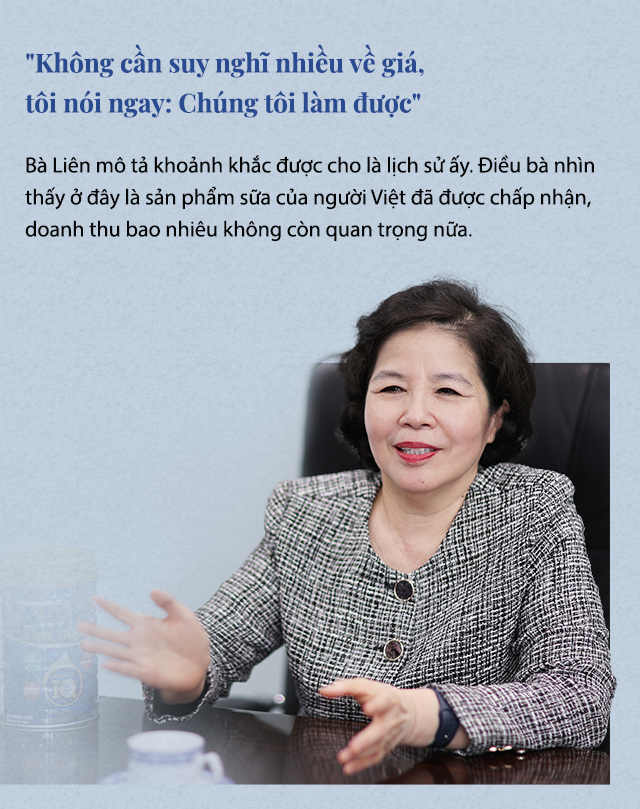 "Không cần suy nghĩ nhiều về giá,
tôi nói ngay: Chúng tôi làm được"
Bà Liên mô tả khoảnh khắc được cho là lịch sử ấy. Điều bà nhìn
thấy ở đây là sản phẩm sữa của người Việt đã được chấp nhận,
doanh thu bao nhiêu không còn quan trọng nữa.